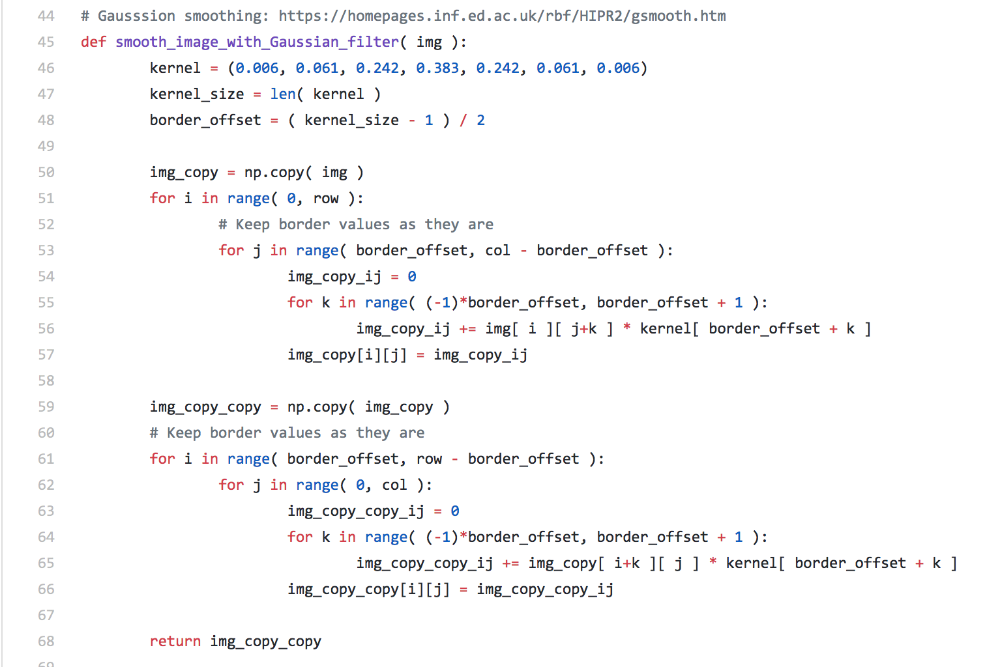 44 # Gausssion smoothing: https://homepages.inf.ed.ac.uk/rbf/HIPR2/gsmooth.htm
45 def smooth_image_with_Gaussian_filter( img ):
46 kernel = (0.006, 0.061, 0.242, 0.383, 0.242, 0.061, 0.006)
47 kernel_size = len( kernel )
48 border_offset = ( kernel_size - 1 ) / 2
49
50 img_copy = np.copy( img )
51 for i in range( 0, row ):
52 # Keep border values as they are
53 for j in range( border_offset, col - border_offset ):
54 img_copy_ij = 0
55 for k in range( (-1)*border_offset, border_offset + 1 ):
56 img_copy_ij += img[ i ][ j+k ] * kernel[ border_offset + k ]
57 img_copy[i][j] = img_copy_ij
58
59 img_copy_copy = np.copy( img_copy )
60 # Keep border values as they are
61 for i in range( border_offset, row - border_offset ):
62 for j in range( 0, col ):
63 img_copy_copy_ij = 0
64 for k in range( (-1)*border_offset, border_offset + 1 ):
65 img_copy_copy_ij += img_copy[ i+k ][ j ] * kernel[ border_offset + k ]
66 img_copy_copy[i][j] = img_copy_copy_ij
67
68 return img_copy_copy
69